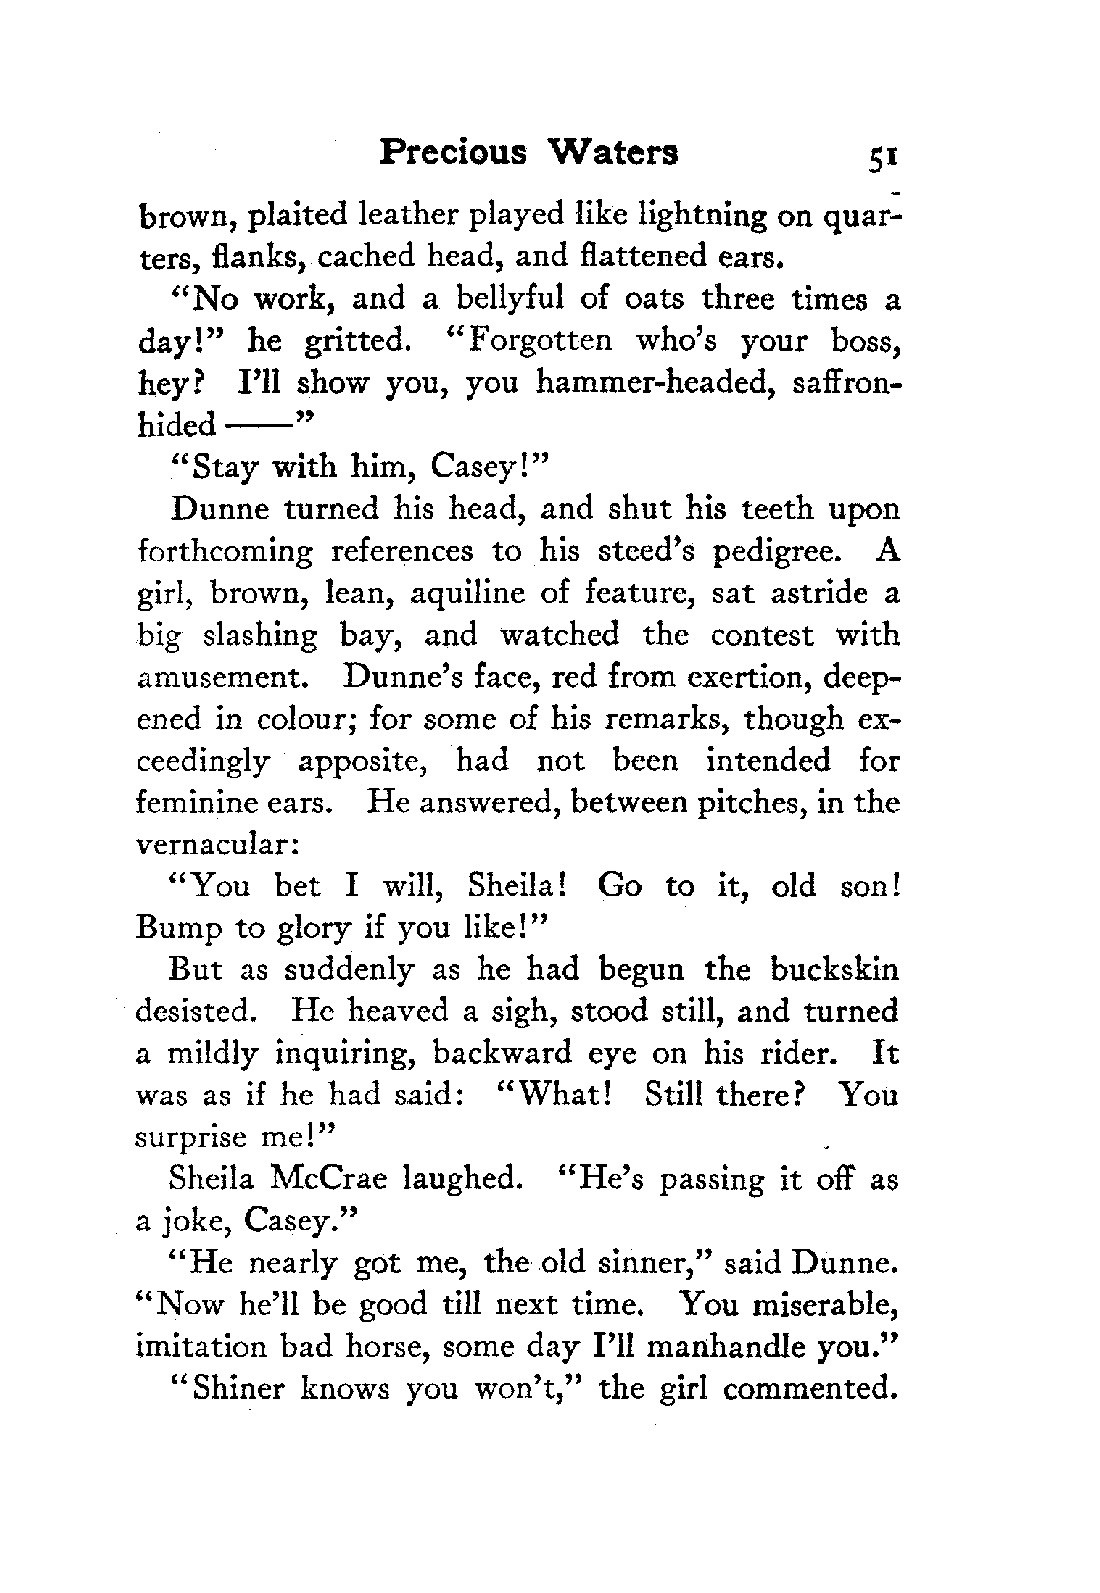 Precious Waters 51
brown, plaited leather played like lightning on quar-
ters, flanks, cached head, and flattened ears.
“No work, and a bellyful of oats three times a
day!” he gritted. “Forgotten who’s your boss,
hey? I’ll show you, you hammer-headed, saffron-
hided ——”
“Stay with him, Casey!”
Dunne turned his head, and shut his teeth upon
forthcoming references to his steed’s pedigree. A
girl, brown, lean, aquiline of feature, sat astride a
big slashing bay, and watched the contest with
amusement. Dunne’s face, red from exertion, deep-
ened in colour; for some of his remarks, though ex-
ceedingly apposite, had not been intended for
feminine ears. He answered, between pitches, in the
vernacular:
“You bet I will, Sheila! Go to it, old son!
Bump to glory if you like!”
But as suddenly as he had begun the buckskin
desisted. He heaved a sigh, stood still, and turned
a mildly inquiring, backward eye on his rider. It
was as if he had said: “What! Still there? You
surprise me!”
Sheila McCrae laughed. “He’s passing it off as
a joke, Casey.”
“He nearly got me, the old sinner,” said Dunne.
“Now he’ll be good till next time. You miserable,
imitation bad horse, some day I’ll manhandle you.”
“Shiner knows you won’t,” the girl commented.